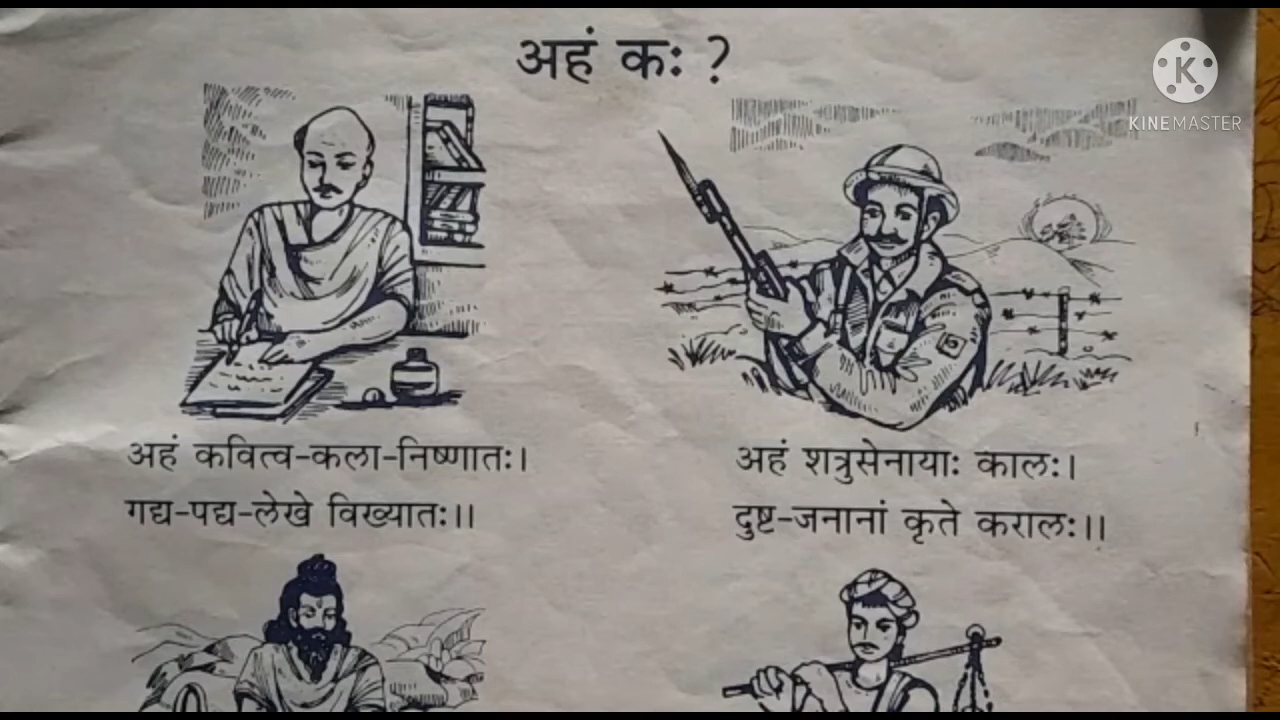 अहं कः ?
K
KINEMASTER
अहं कवित्व-कला-निष्णातः।
गद्य-पद्य-लेखे विख्यातः।।
अहं शत्रुसेनायाः कालः।
दुष्ट-जनानां कृते करालः।।